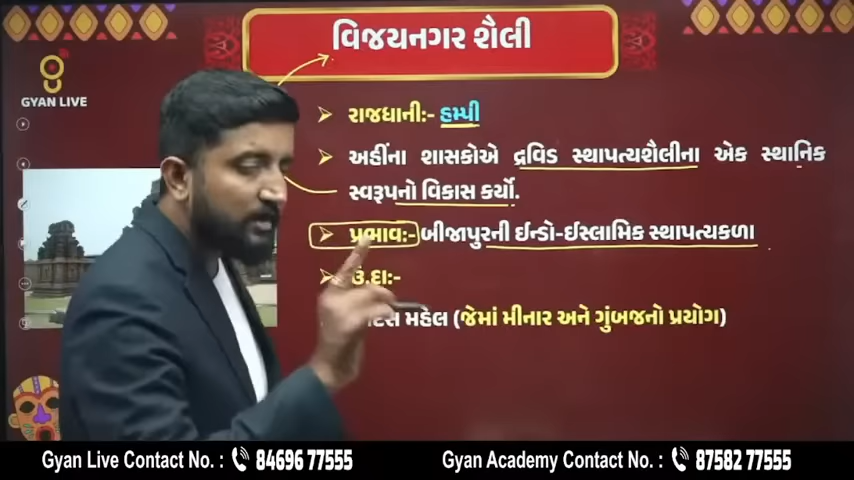 વિજયનગર શૈલી
GYAN LIVE
રાજધાની:- હમ્પી
અહીંના શાસકોએ દ્રવિડ સ્થાપત્યશૈલીના એક સ્થાનિક
સ્વરૂપનો વિકાસ કર્યો.
પ્રભાવ:- બીજાપુરની ઈન્ડો-ઈસ્લામિક સ્થાપત્યકળા
ઉ.દા:-
મહેલ (જેમાં મીનાર અને ગુંબજનો પ્રયોગ)
Gyan Live Contact No. : 84696 77555
Gyan Academy Contact No. : 87582 77555